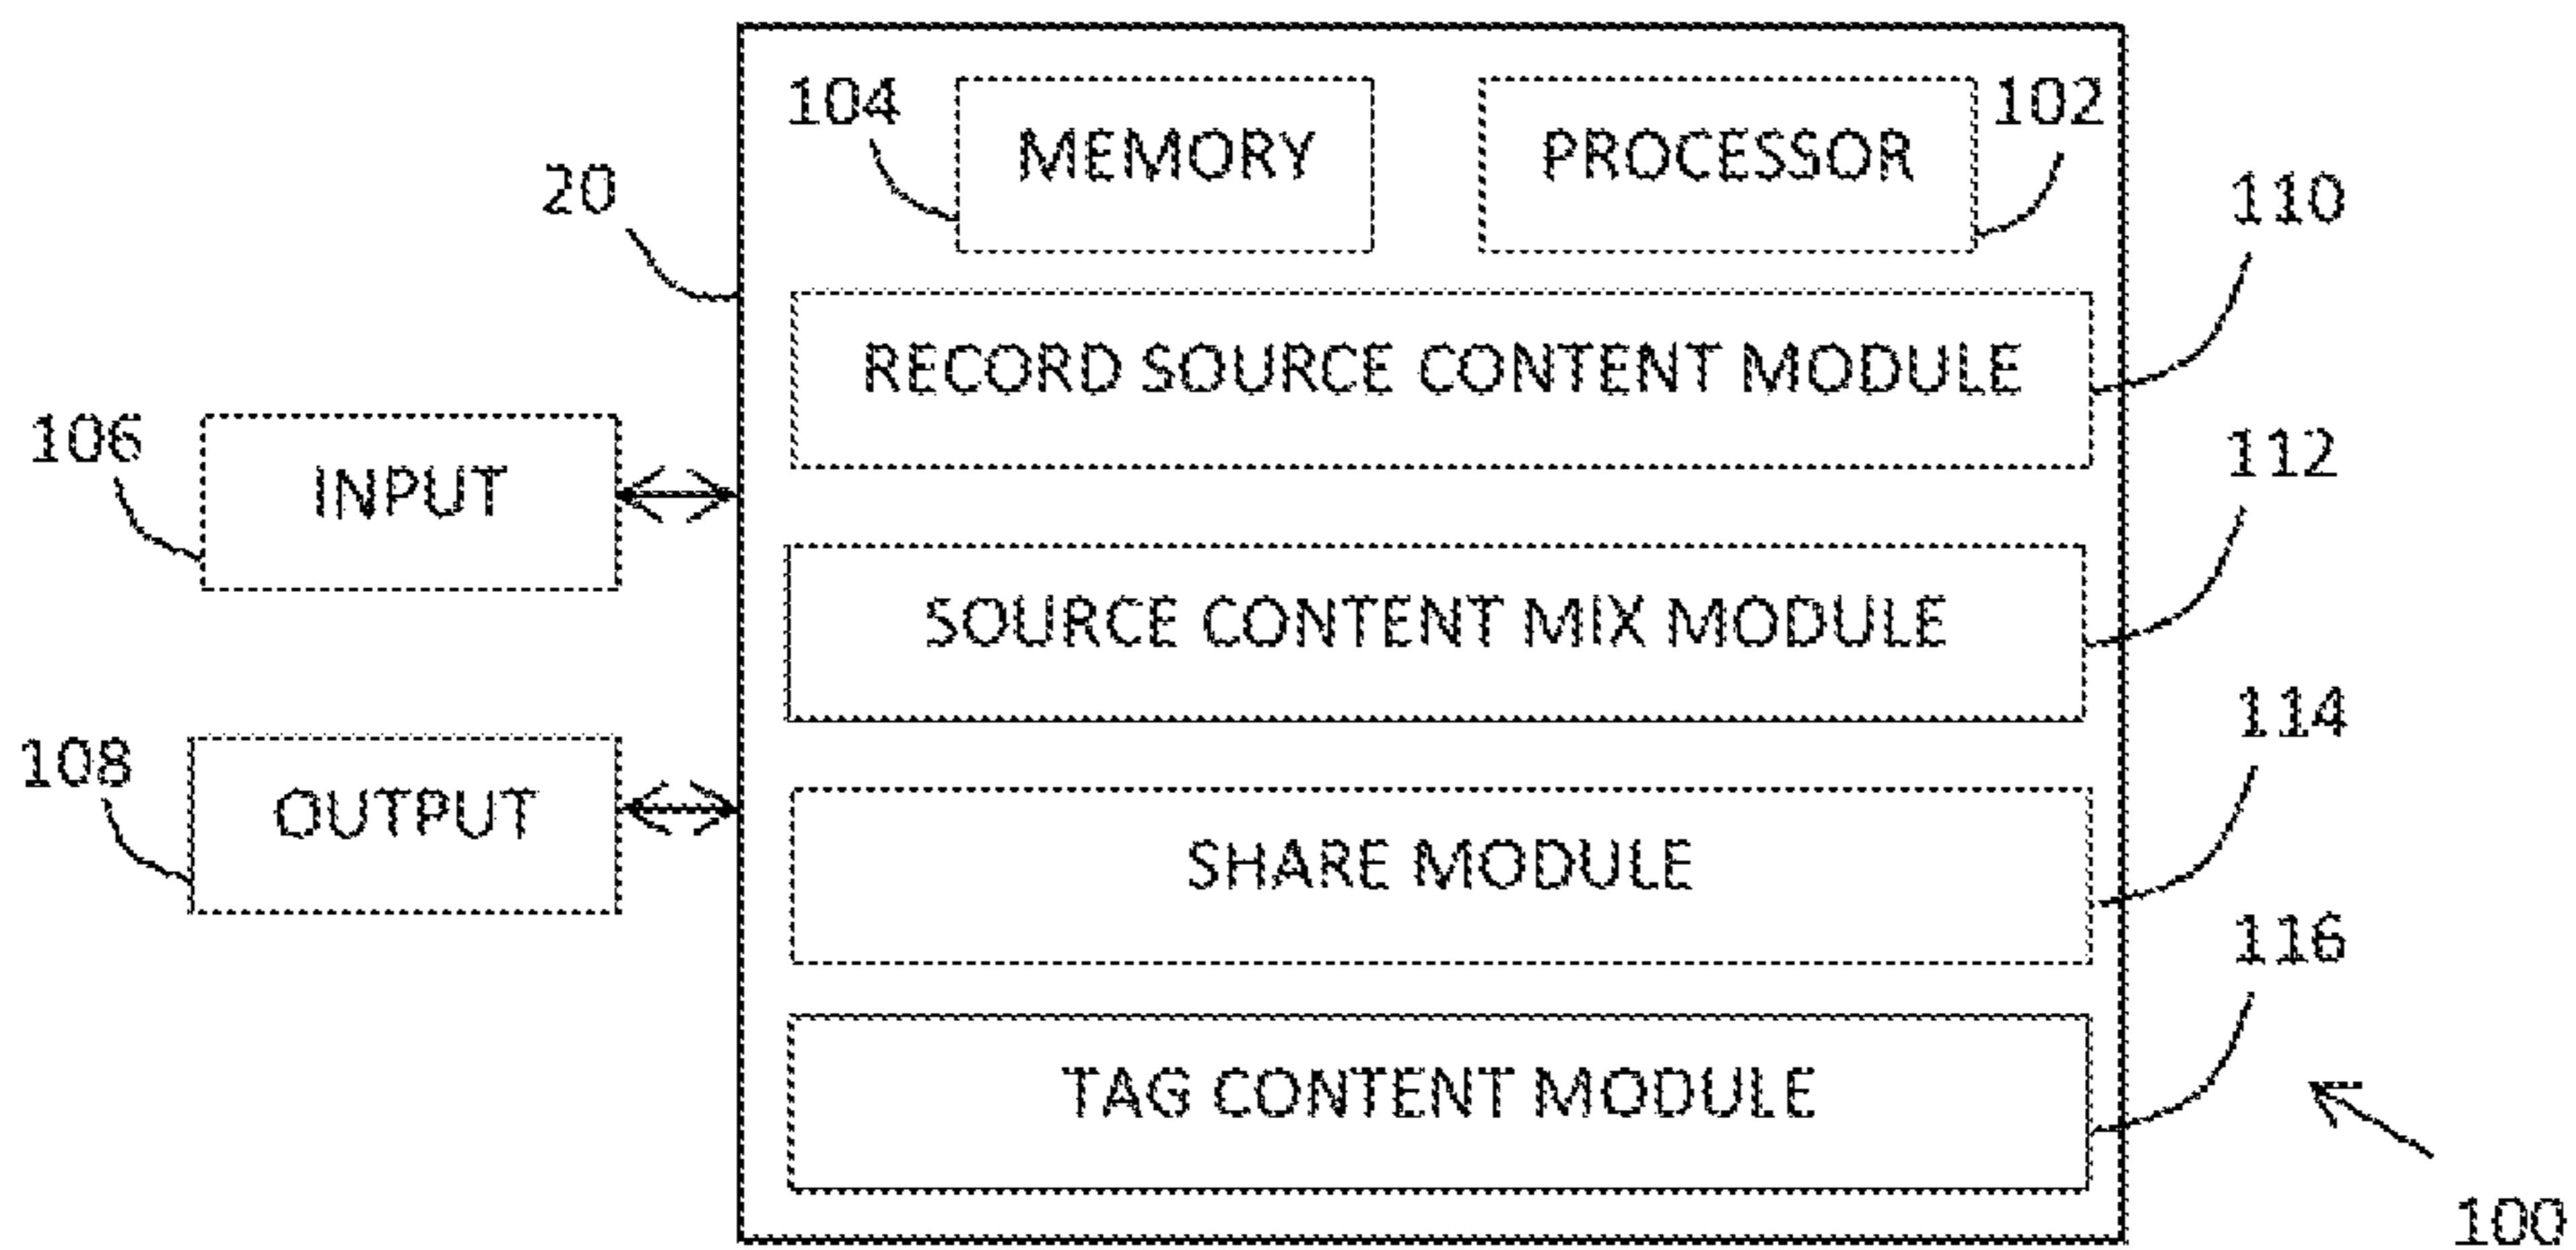 104
MEMORY
PROCESSOR
102
20
110
RECORD SOURCE CONTENT MODULE
106
INPUT
112
SOURCE CONTENT MIX MODULE
114
108
OUTPUT
SHARE MODULE
116
TAG CONTENT MODULE
100